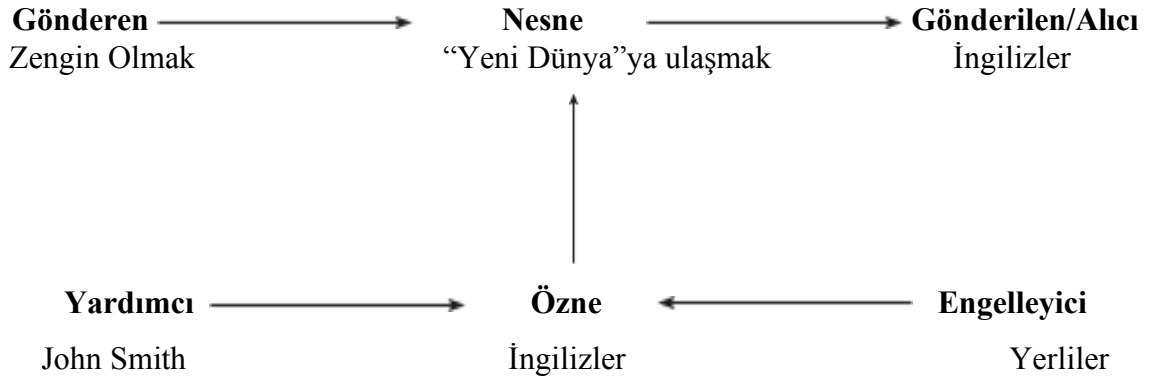 Gönderen Nesne Gönderilen/Alıcı
Zengin Olmak “Yeni Dünya”ya ulaşmak İngilizler
Yardımcı Özne Engelleyici
John Smith İngilizler Yerliler